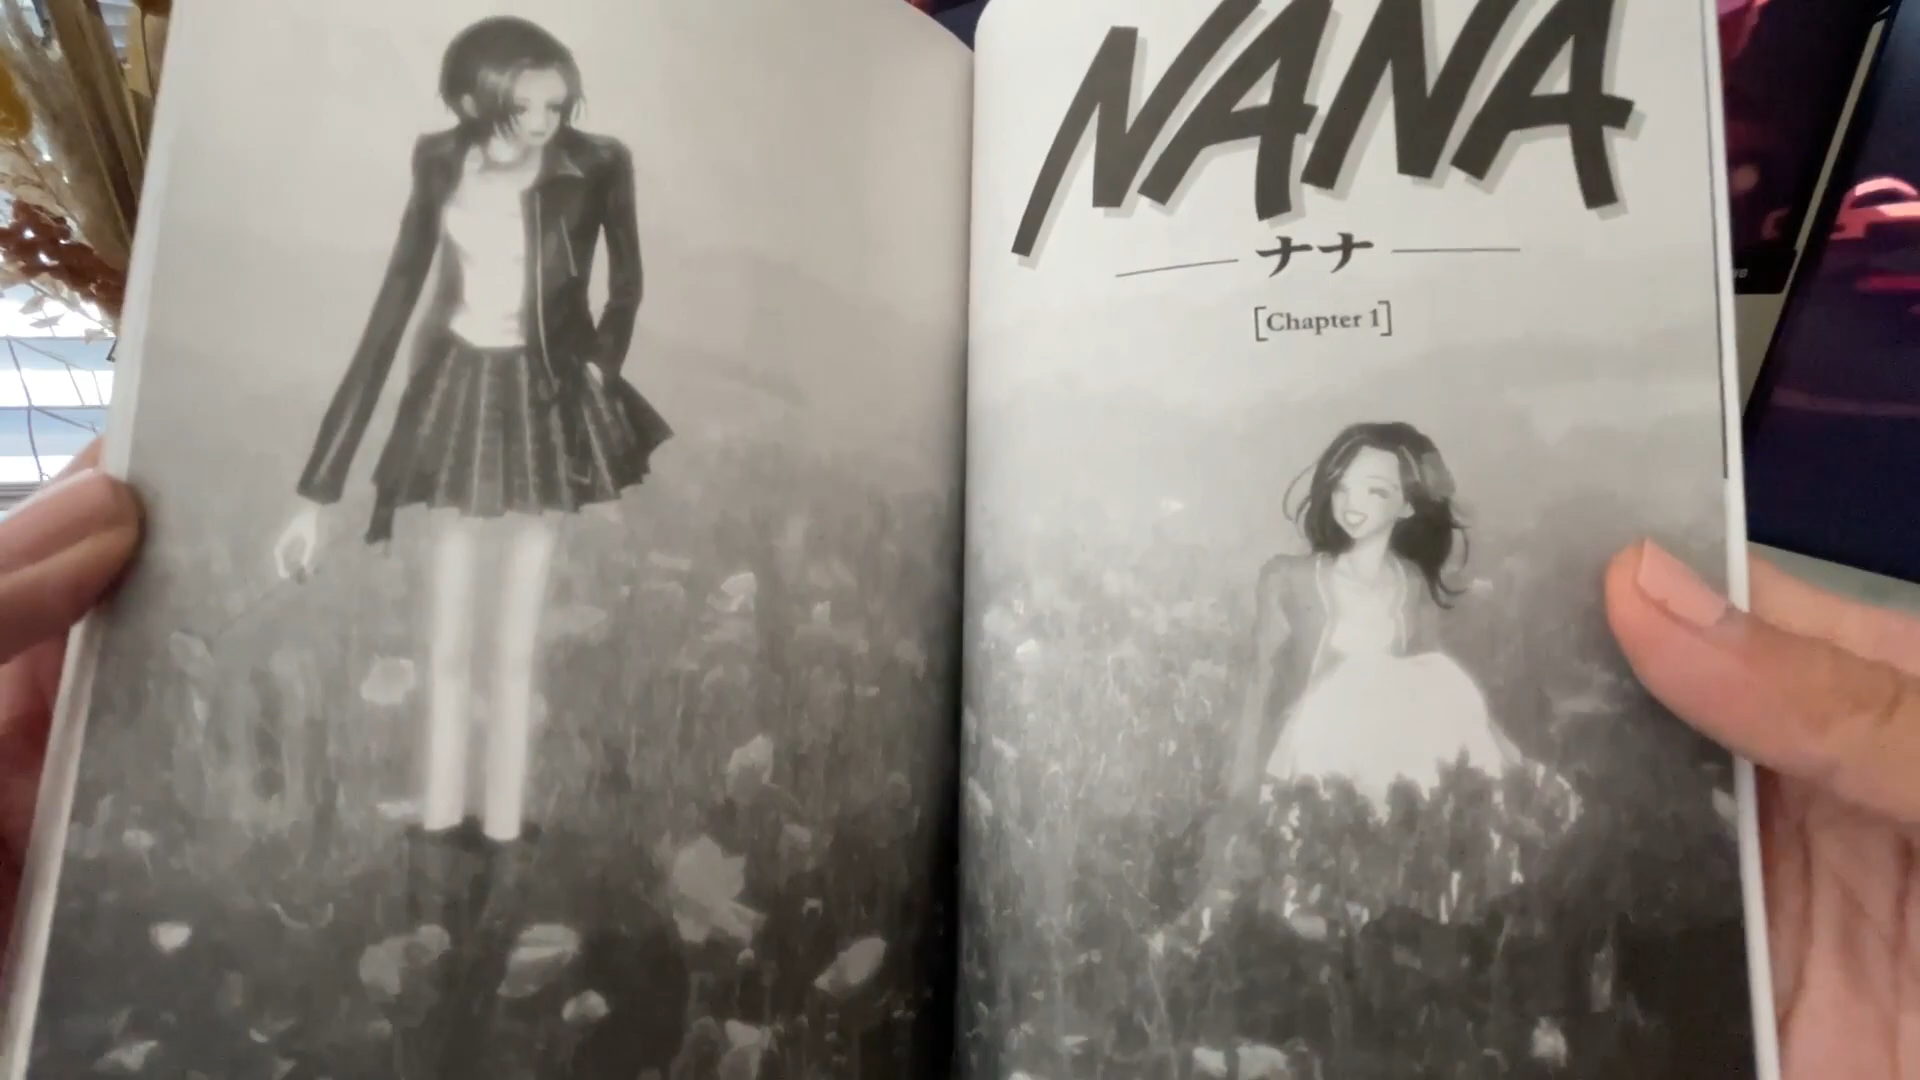 NANA
ナナ
[Chapter 1]